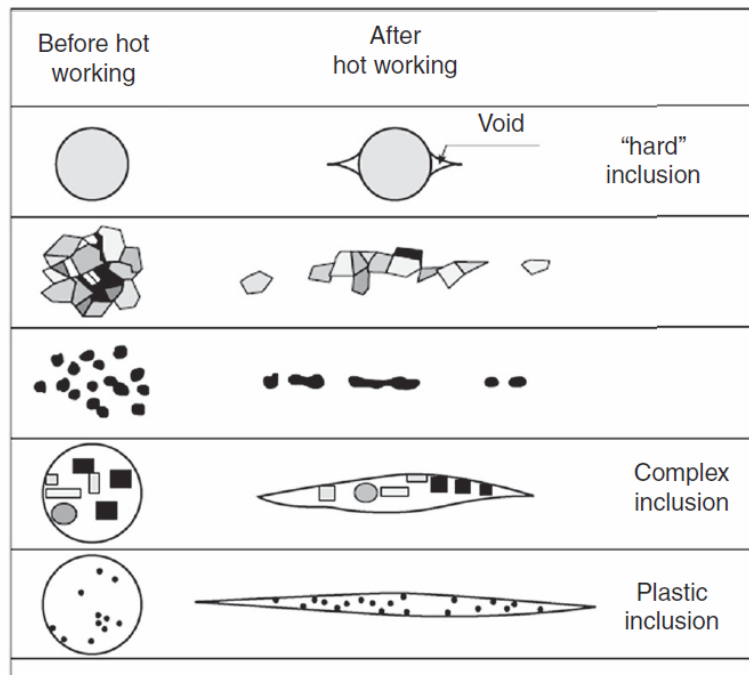 Before hot
working
After
hot working
Void
“hard”
inclusion
Complex
inclusion
Plastic
inclusion